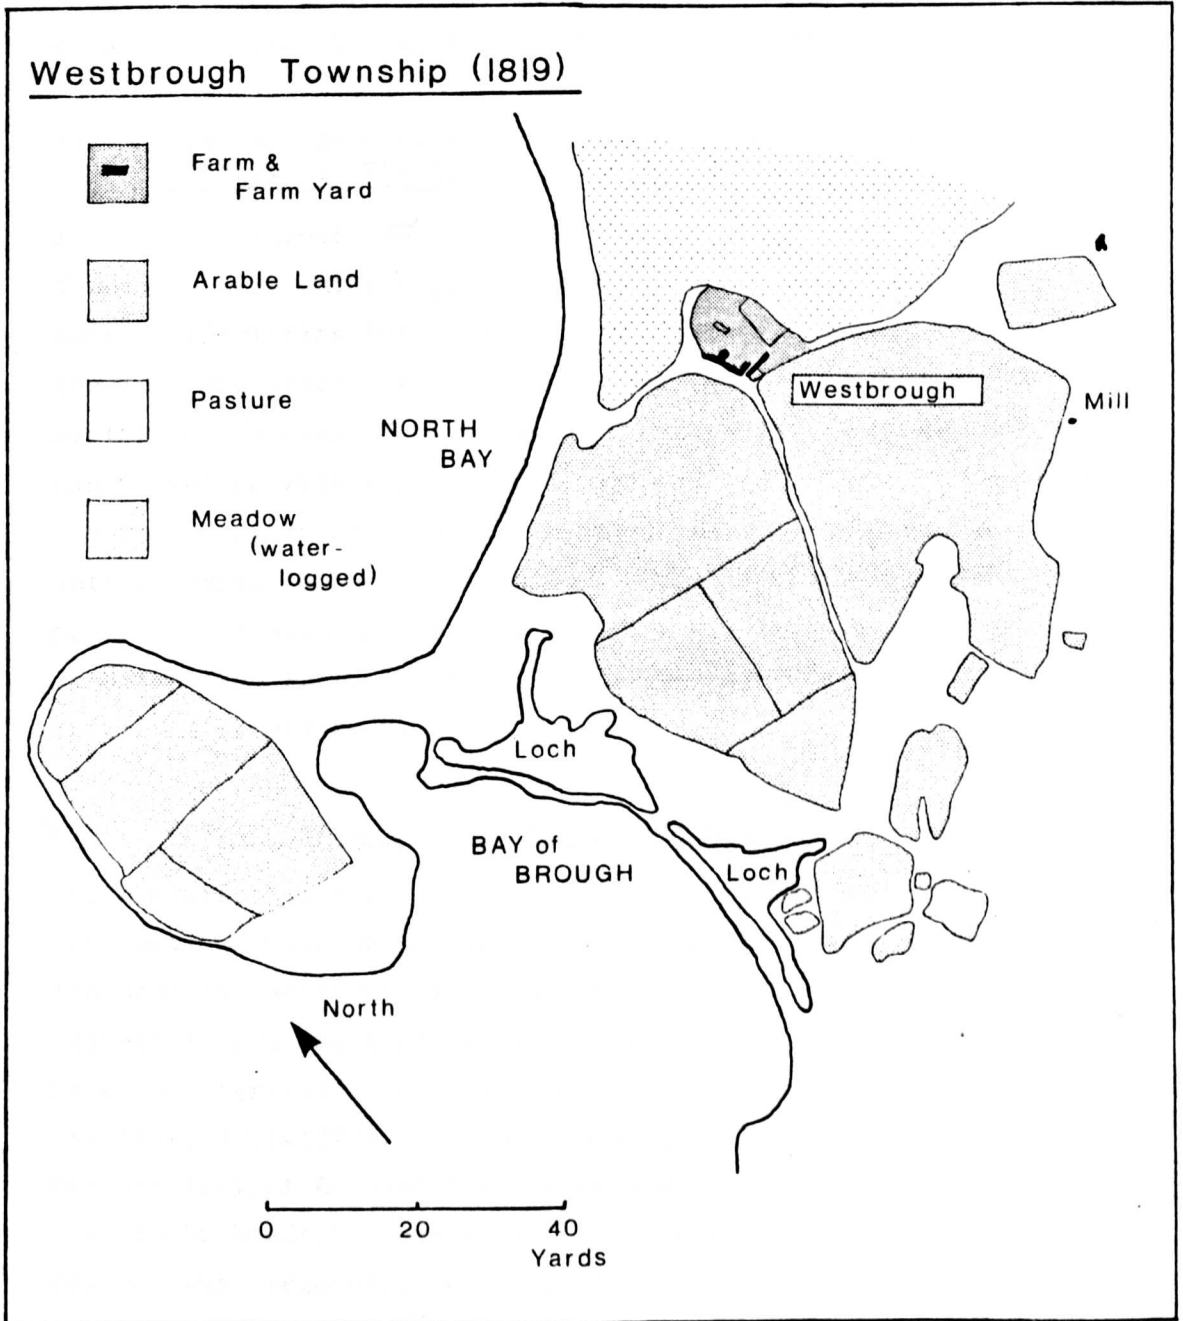 Westbrough Township (1819)
Farm &
Farm Yard
Arable Land
Pasture
Meadow
(water-
logged)
NORTH
BAY
Westbrough
Mill
Loch
BAY of
BROUGH
Loch
North
0 20 40
Yards